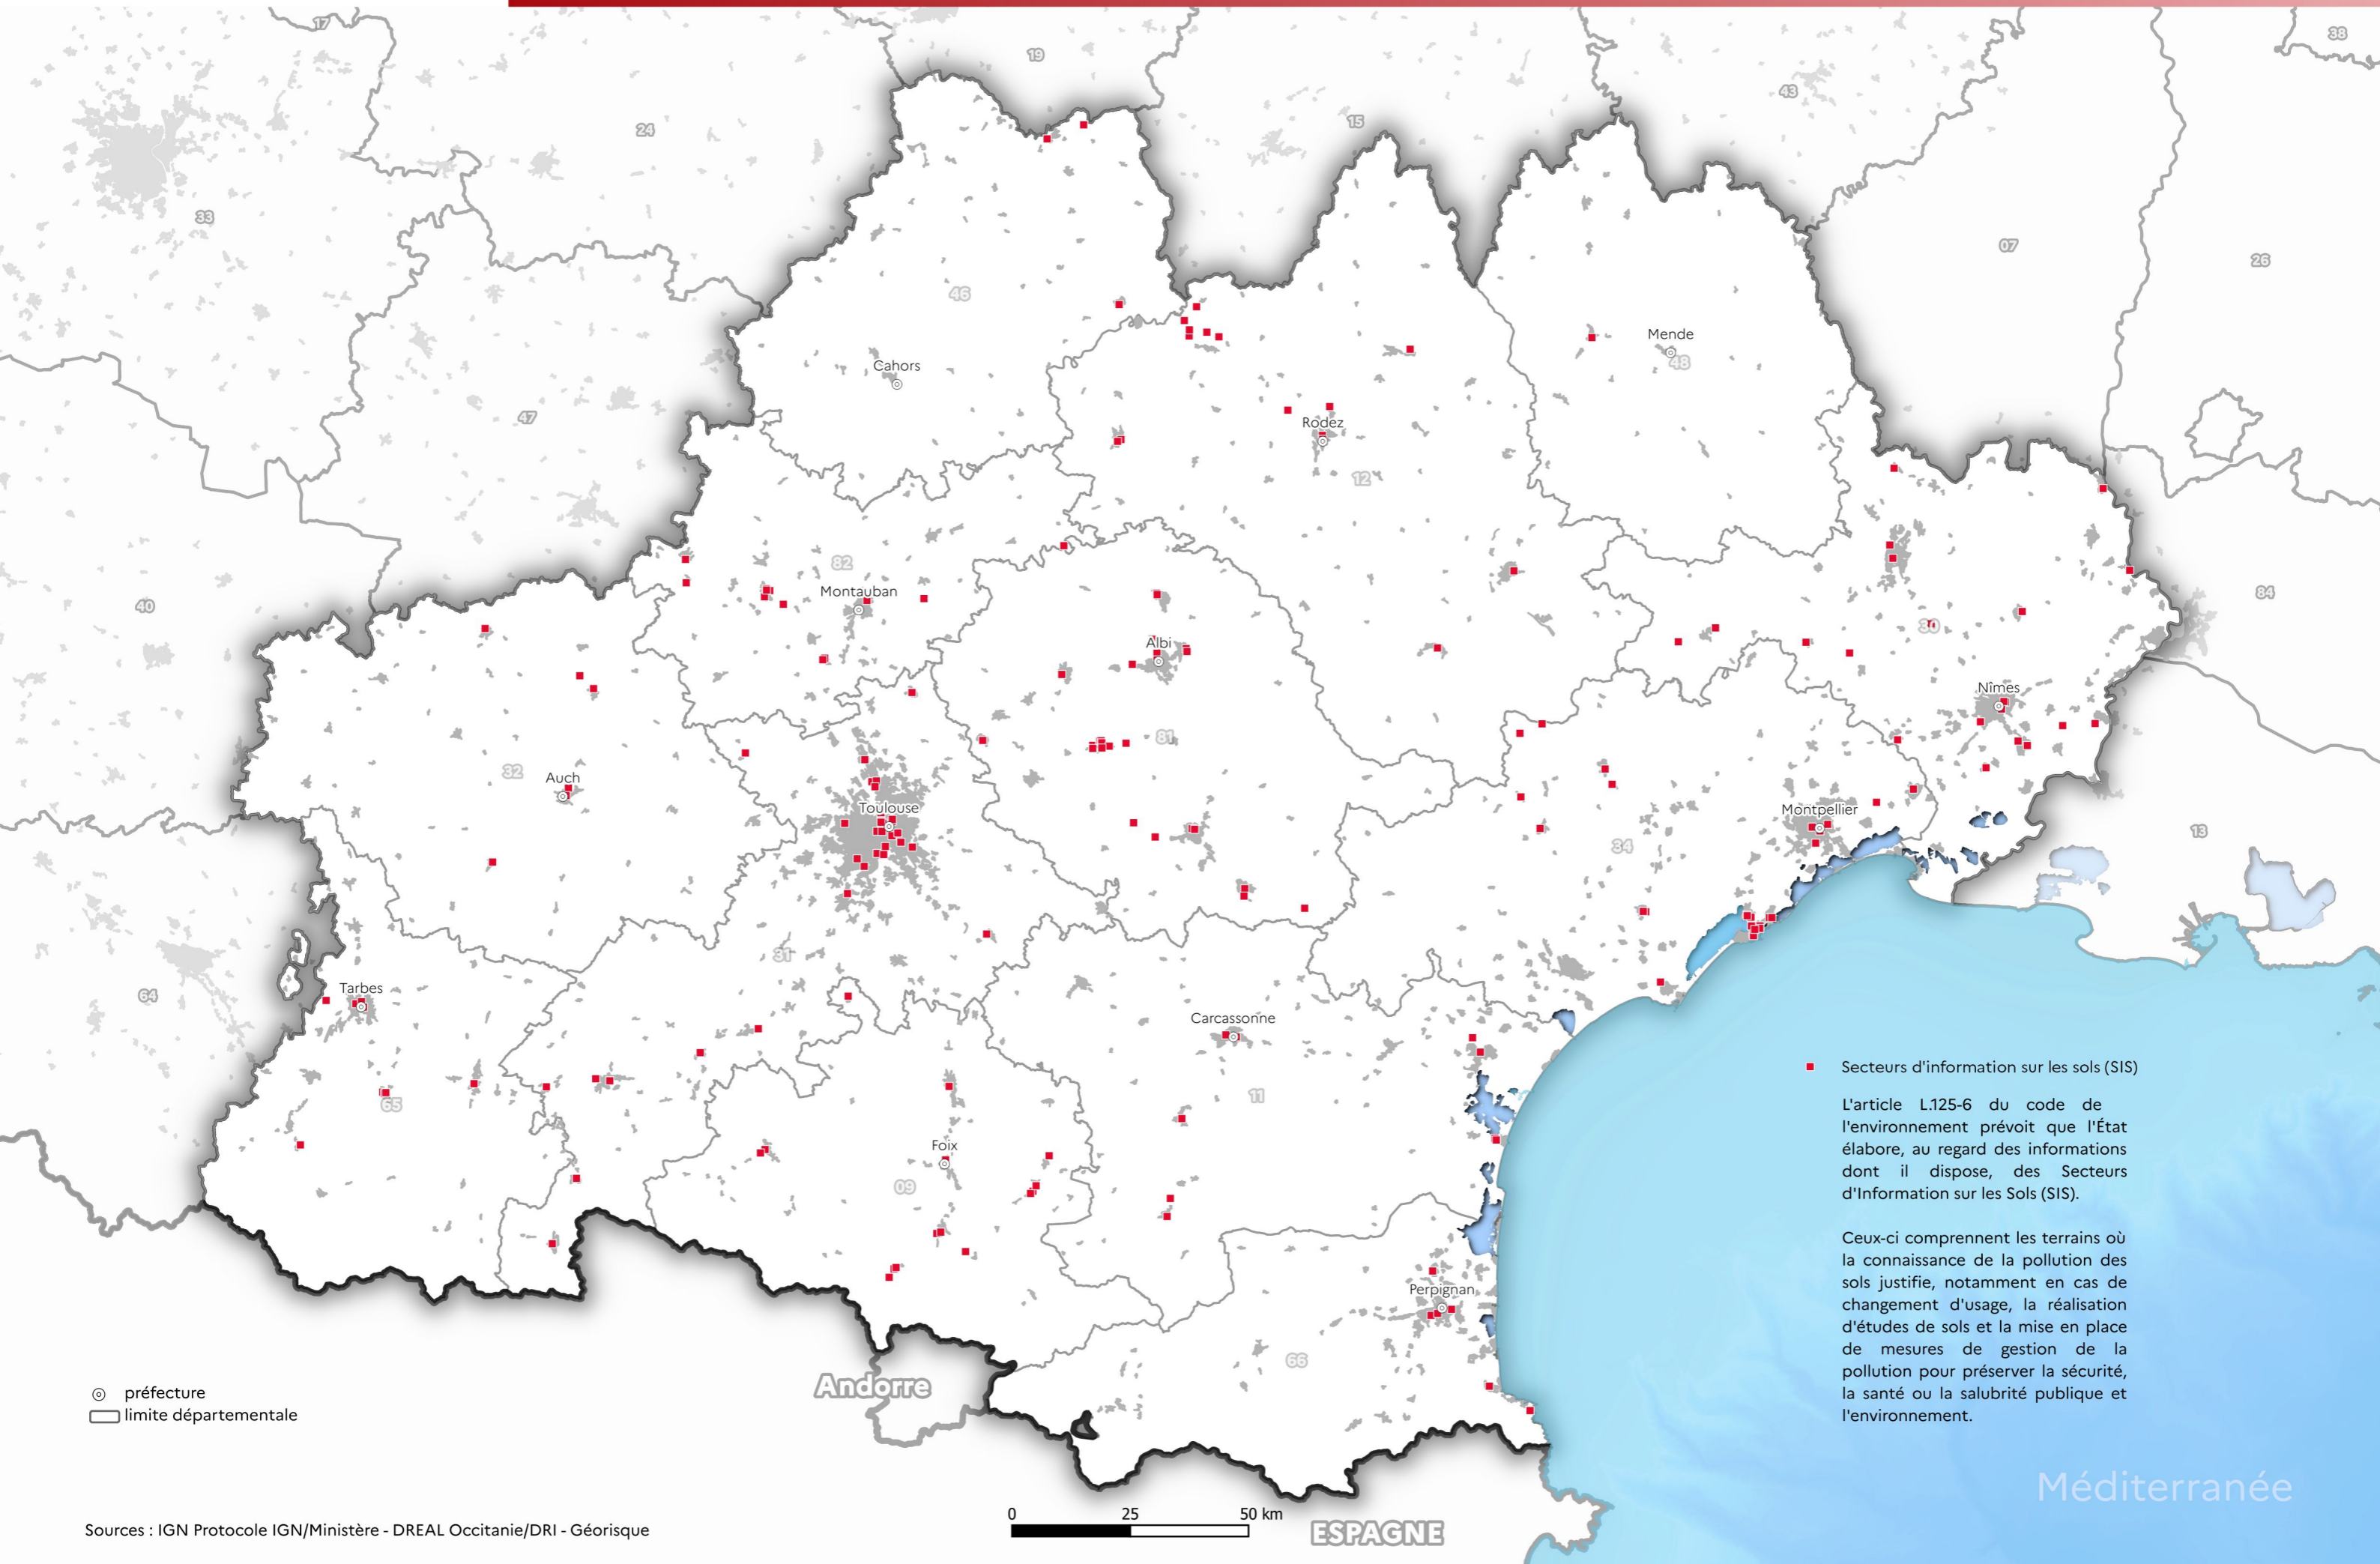 17
19
38
43
24
15
33
07
26
46
Mende
48
Cahors
47
Rodez
12
82
Montauban
40
84
30
Albi
Nîmes
81
32
Auch
Toulouse
Montpellier
13
34
31
Tarbes
64
Carcassonne
65
11
Foix
09
Perpignan
66
Andorre
ESPAGNE
Méditerranée
Secteurs d'information sur les sols (SIS)
L'article L.125-6 du code de
l'environnement prévoit que l'État
élabore, au regard des informations
dont il dispose, des Secteurs
d'Information sur les Sols (SIS).
Ceux-ci comprennent les terrains où
la connaissance de la pollution des
sols justifie, notamment en cas de
changement d'usage, la réalisation
d'études de sols et la mise en place
de mesures de gestion de la
pollution pour préserver la sécurité,
la santé ou la salubrité publique et
l'environnement.
préfecture
limite départementale
0 25 50 km
Sources : IGN Protocole IGN/Ministère - DREAL Occitanie/DRI - Géorisque